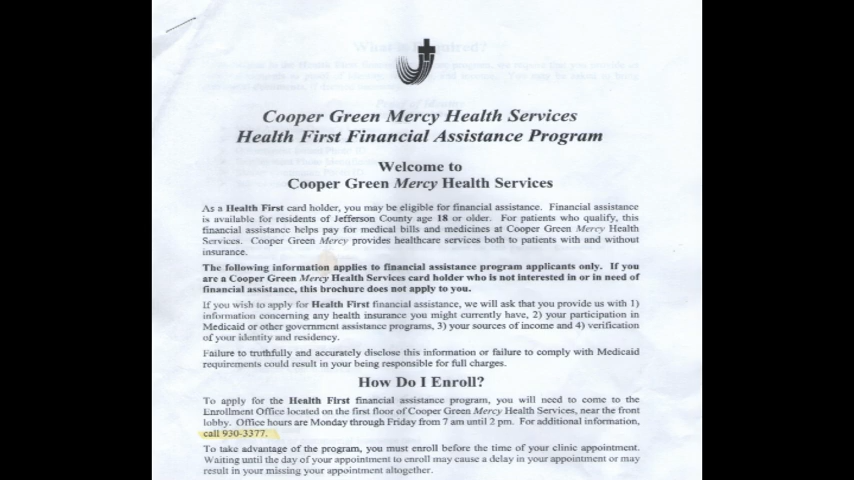 Cooper Green Mercy Health Services
Health First Financial Assistance Program
Welcome to
Cooper Green Mercy Health Services
As a Health First card holder, you may be eligible for financial assistance. Financial assistance
is available for residents of Jefferson County age 18 or older. For patients who qualify, this
financial assistance helps pay for medical bills and medicines at Cooper Green Mercy Health
Services. Cooper Green Mercy provides healthcare services both to patients with and without
insurance.
The following information applies to financial assistance program applicants only. If you
are a Cooper Green Mercy Health Services card holder who is not interested in or in need of
financial assistance, this brochure does not apply to you.
If you wish to apply for Health First financial assistance, we will ask that you provide us with 1)
information concerning any health insurance you might currently have, 2) your participation in
Medicaid or other government assistance programs, 3) your sources of income and 4) verification
of your identity and residency.
Failure to truthfully and accurately disclose this information or failure to comply with Medicaid
requirements could result in your being responsible for full charges.
How Do I Enroll?
To apply for the Health First financial assistance program, you will need to come to the
Enrollment Office located on the first floor of Cooper Green Mercy Health Services, near the front
lobby. Office hours are Monday through Friday from 7 am until 2 pm. For additional information,
call 930-3377.
To take advantage of the program, you must enroll before the time of your clinic appointment.
Waiting until the day of your appointment to enroll may cause a delay in your appointment or may
result in your missing your appointment altogether.